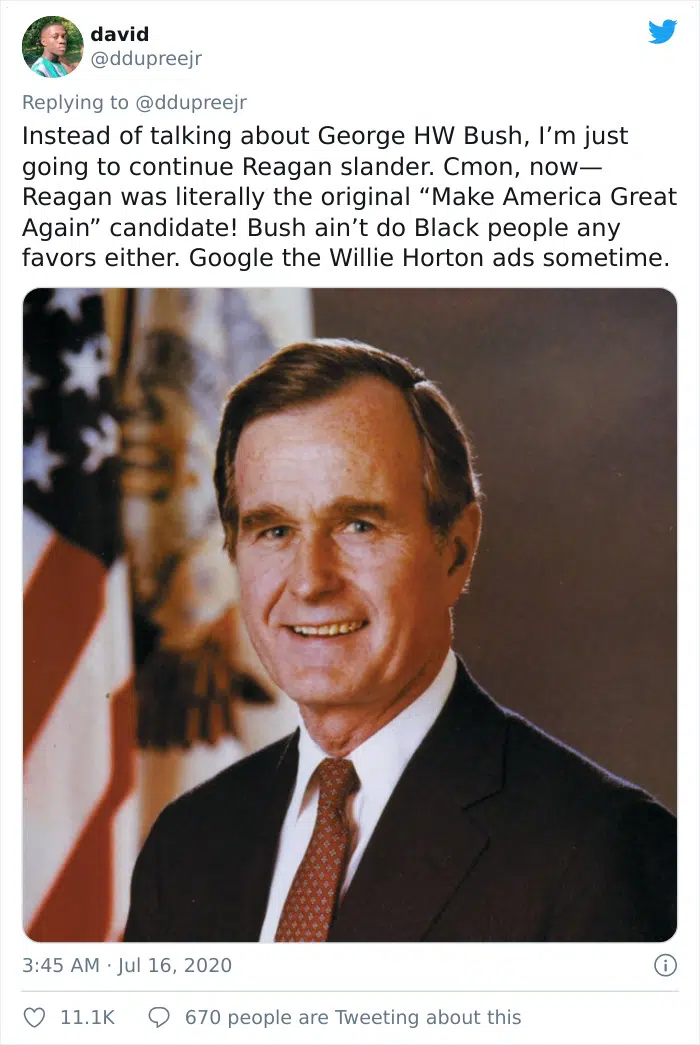 david
@ddupreejr
Replying to @ddupreejr
Instead of talking about George HW Bush, I’m just
going to continue Reagan slander. Cmon, now—
Reagan was literally the original “Make America Great
Again” candidate! Bush ain’t do Black people any
favors either. Google the Willie Horton ads sometime.
3:45 AM · Jul 16, 2020
11.1K 670 people are Tweeting about this